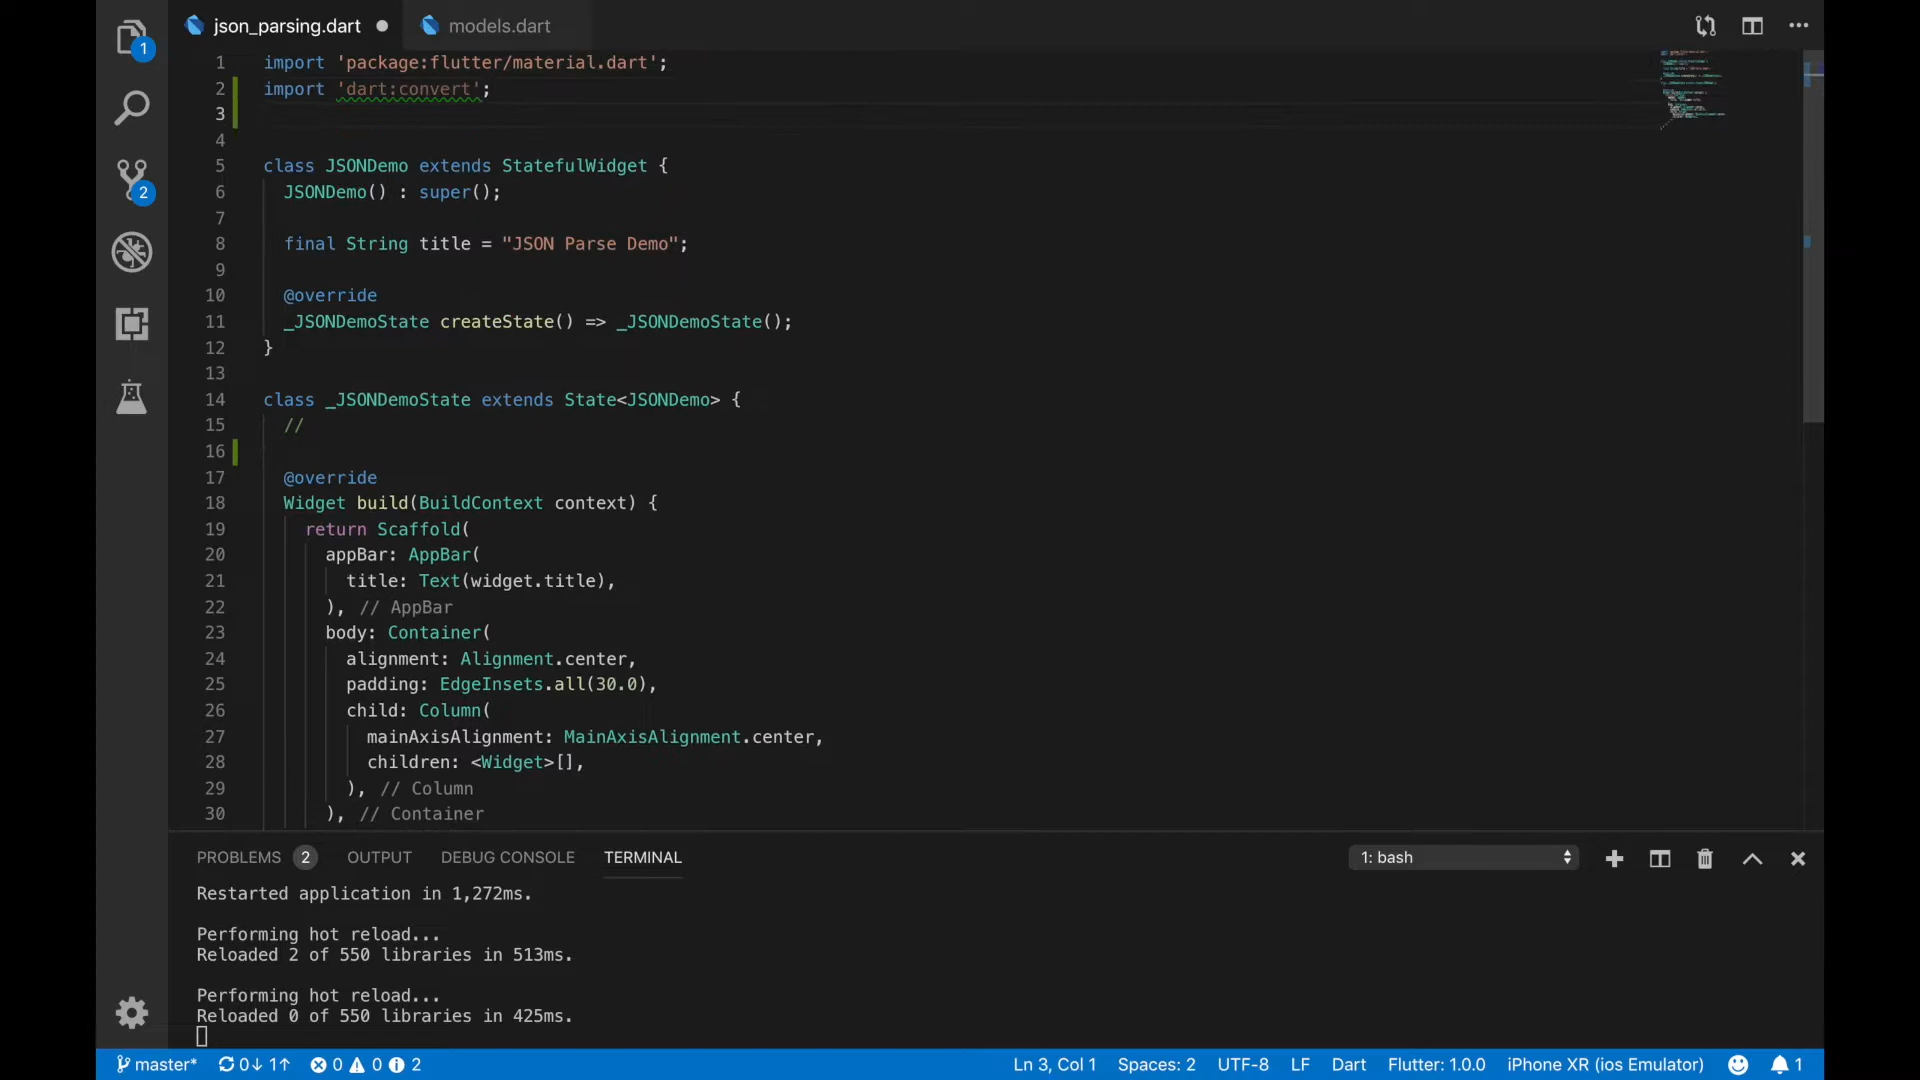 json_parsing.dart models.dart
1
1 import 'package:flutter/material.dart';
2 import 'dart:convert';
3
4
5 class JSONDemo extends StatefulWidget {
6 JSONDemo() : super();
2
7
8 final String title = "JSON Parse Demo";
9
10 @override
11 _JSONDemoState createState() => _JSONDemoState();
12 }
13
14 class _JSONDemoState extends State<JSONDemo> {
15 //
16
17 @override
18 Widget build(BuildContext context) {
19 return Scaffold(
20 appBar: AppBar(
21 title: Text(widget.title),
22 ), // AppBar
23 body: Container(
24 alignment: Alignment.center,
25 padding: EdgeInsets.all(30.0),
26 child: Column(
27 mainAxisAlignment: MainAxisAlignment.center,
28 children: <Widget>[],
29 ), // Column
30 ), // Container
PROBLEMS 2 OUTPUT DEBUG CONSOLE TERMINAL 1: bash
Restarted application in 1,272ms.
Performing hot reload...
Reloaded 2 of 550 libraries in 513ms.
Performing hot reload...
Reloaded 0 of 550 libraries in 425ms.
master* 0↓ 1↑ 0 0 2 Ln 3, Col 1 Spaces: 2 UTF-8 LF Dart Flutter: 1.0.0 iPhone XR (ios Emulator) 1